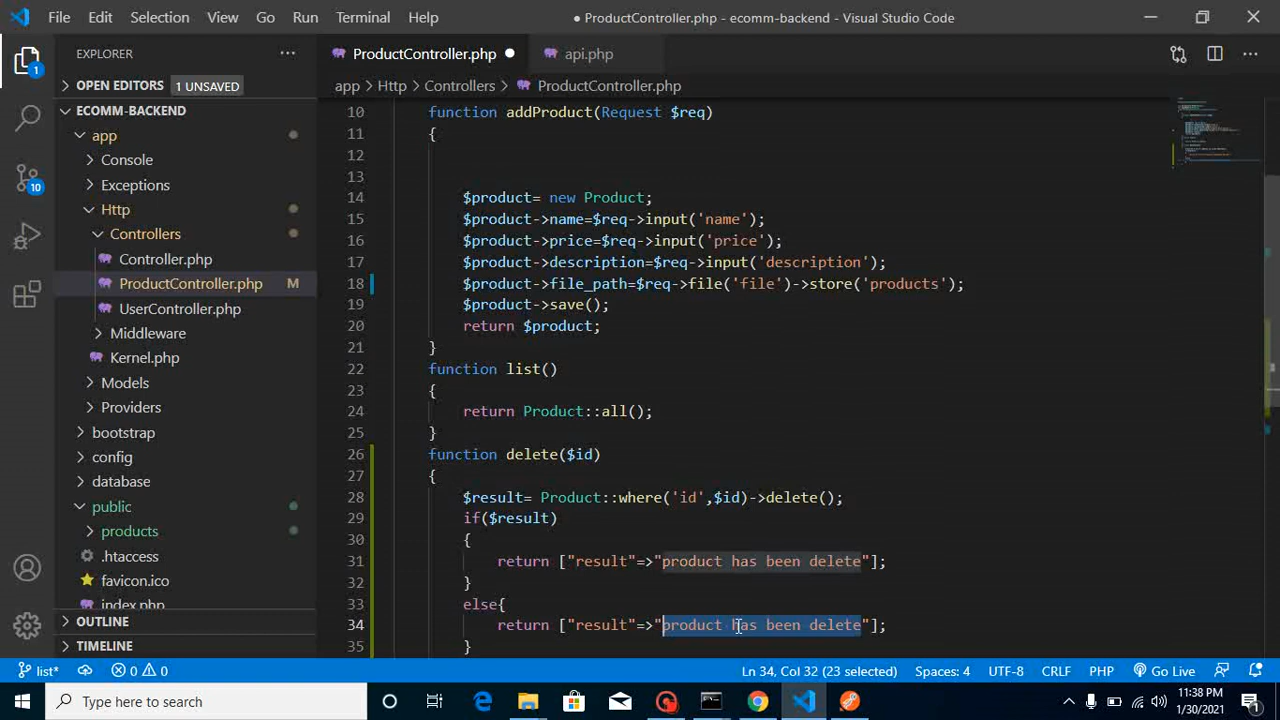 File Edit Selection View Go Run Terminal Help
● ProductController.php - ecomm-backend - Visual Studio Code
EXPLORER
ProductController.php
api.php
OPEN EDITORS 1 UNSAVED
app > Http > Controllers > ProductController.php
ECOMM-BACKEND
app
Console
Exceptions
Http
Controllers
Controller.php
ProductController.php M
UserController.php
Middleware
Kernel.php
Models
Providers
bootstrap
config
database
public
products
.htaccess
favicon.ico
index.php
OUTLINE
TIMELINE
1
10
10 function addProduct(Request $req)
11 {
12
13
14 $product= new Product;
15 $product->name=$req->input('name');
16 $product->price=$req->input('price');
17 $product->description=$req->input('description');
18 $product->file_path=$req->file('file')->store('products');
19 $product->save();
20 return $product;
21 }
22 function list()
23 {
24 return Product::all();
25 }
26 function delete($id)
27 {
28 $result= Product::where('id',$id)->delete();
29 if($result)
30 {
31 return ["result"=>"product has been delete"];
32 }
33 else{
34 return ["result"=>"product has been delete"];
35 }
list* 0 0 Ln 34, Col 32 (23 selected) Spaces: 4 UTF-8 CRLF PHP Go Live
Type here to search
11:38 PM
1/30/2021
1